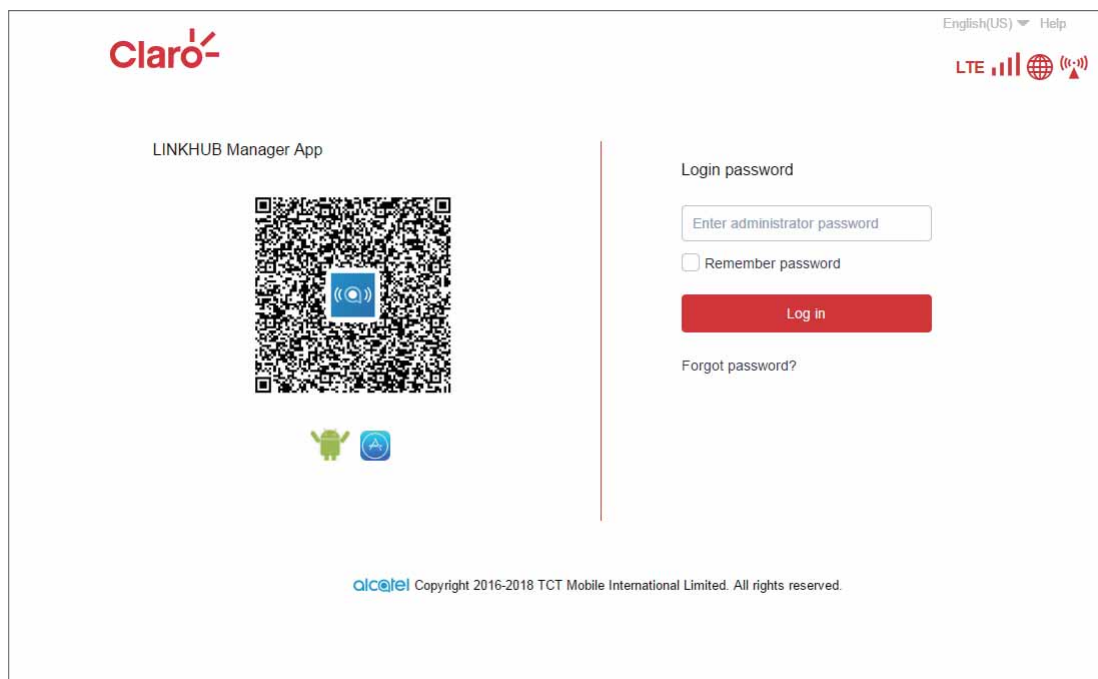 English(US) Help
Claro
LTE
LINKHUB Manager App
Login password
Enter administrator password
Remember password
Log in
Forgot password?
alcatel Copyright 2016-2018 TCT Mobile International Limited. All rights reserved.